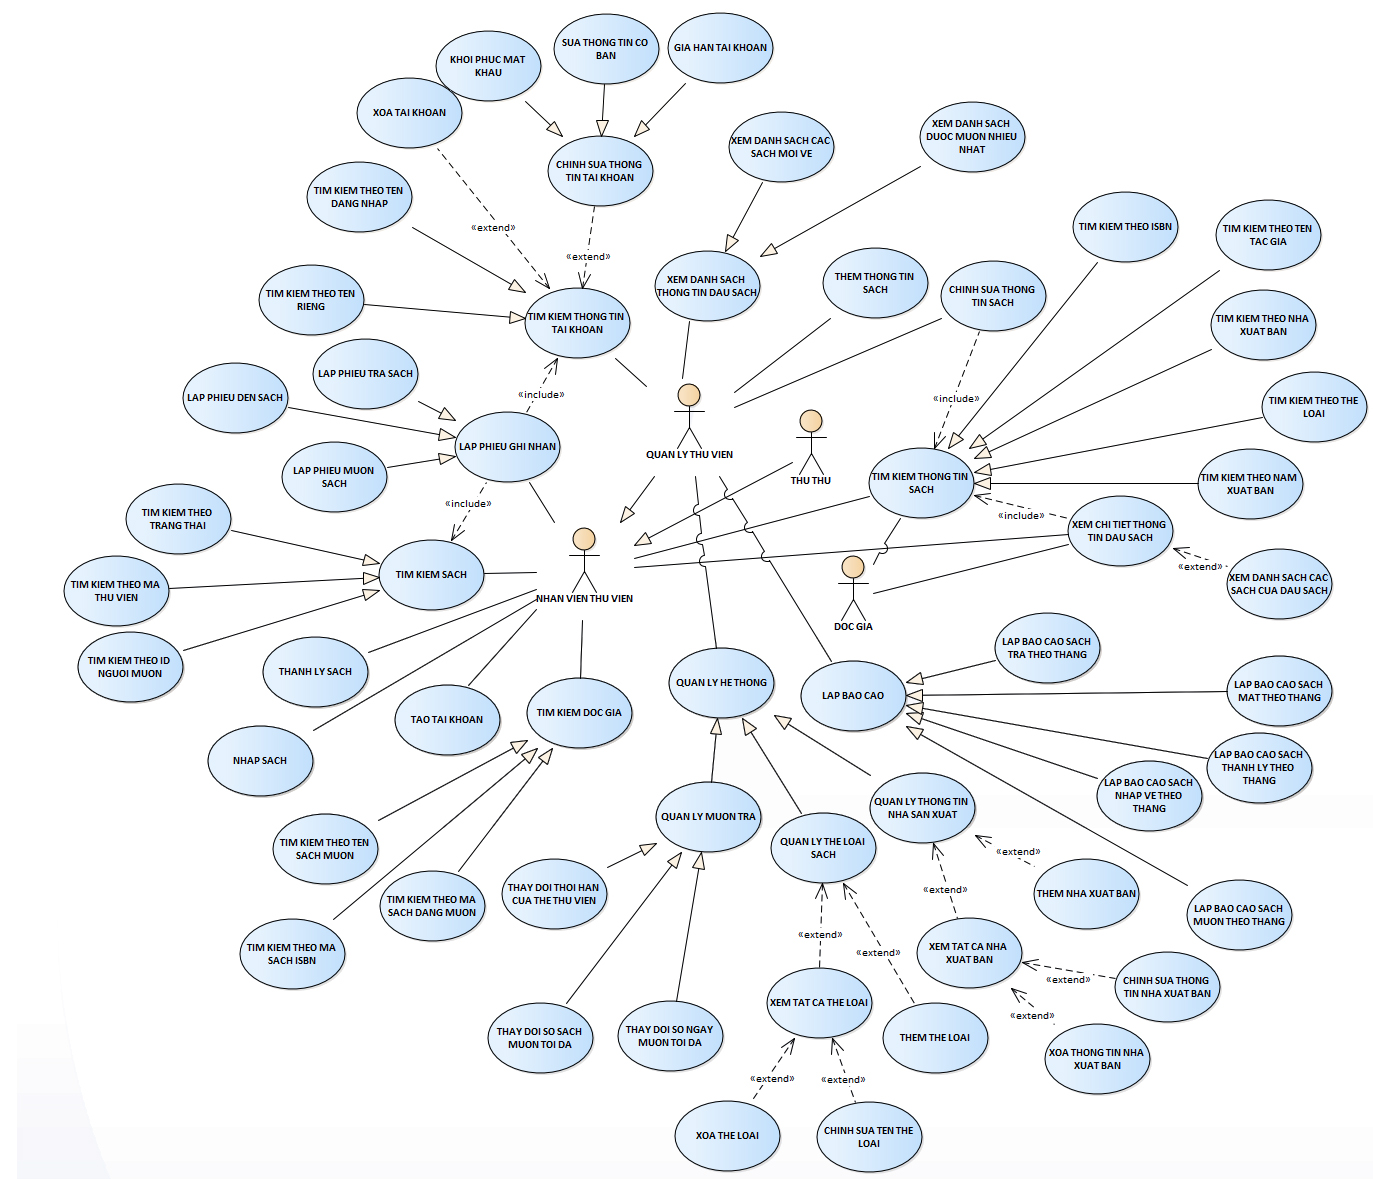 SUA THONG TIN CO
BAN
GIA HAN TAI KHOAN
KHOI PHUC MAT
KHAU
XOA TAI KHOAN
CHINH SUA THONG
TIN TAI KHOAN
XEM DANH SACH CAC
SACH MOI VE
XEM DANH SACH
DUOC MUON NHIEU
NHAT
TIM KIEM THEO TEN
DANG NHAP
«extend»
«extend»
TIM KIEM THEO ISBN
TIM KIEM THEO TEN
TAC GIA
TIM KIEM THEO TEN
RIENG
TIM KIEM THONG TIN
TAI KHOAN
XEM DANH SACH
THONG TIN DAU SACH
THEM THONG TIN
SACH
CHINH SUA THONG
TIN SACH
TIM KIEM THEO NHA
XUAT BAN
LAP PHIEU TRA SACH
LAP PHIEU DEN SACH
«include»
«include»
TIM KIEM THEO THE
LOAI
LAP PHIEU GHI NHAN
QUAN LY THU VIEN
THU THU
LAP PHIEU MUON
SACH
TIM KIEM THONG TIN
SACH
TIM KIEM THEO NAM
XUAT BAN
«include»
«include»
TIM KIEM THEO
TRANG THAI
XEM CHI TIET THONG
TIN DAU SACH
«extend»
TIM KIEM SACH
TIM KIEM THEO MA
THU VIEN
XEM DANH SACH CAC
SACH CUA DAU SACH
NHAN VIEN THU VIEN
DOC GIA
TIM KIEM THEO ID
NGUOI MUON
THANH LY SACH
LAP BAO CAO SACH
TRA THEO THANG
QUAN LY HE THONG
LAP BAO CAO
LAP BAO CAO SACH
MAT THEO THANG
TAO TAI KHOAN
TIM KIEM DOC GIA
NHAP SACH
LAP BAO CAO SACH
THANH LY THEO
THANG
LAP BAO CAO SACH
NHAP VE THEO
THANG
QUAN LY MUON TRA
QUAN LY THONG TIN
NHA SAN XUAT
QUAN LY THE LOAI
SACH
TIM KIEM THEO TEN
SACH MUON
«extend»
«extend»
THAY DOI THOI HAN
CUA THE THU VIEN
THEM NHA XUAT BAN
TIM KIEM THEO MA
SACH DANG MUON
LAP BAO CAO SACH
MUON THEO THANG
«extend»
«extend»
TIM KIEM THEO MA
SACH ISBN
XEM TAT CA NHA
XUAT BAN
«extend»
CHINH SUA THONG
TIN NHA XUAT BAN
XEM TAT CA THE LOAI
«extend»
THAY DOI SO SACH
MUON TOI DA
THAY DOI SO NGAY
MUON TOI DA
THEM THE LOAI
XOA THONG TIN NHA
XUAT BAN
«extend»
«extend»
XOA THE LOAI
CHINH SUA TEN THE
LOAI